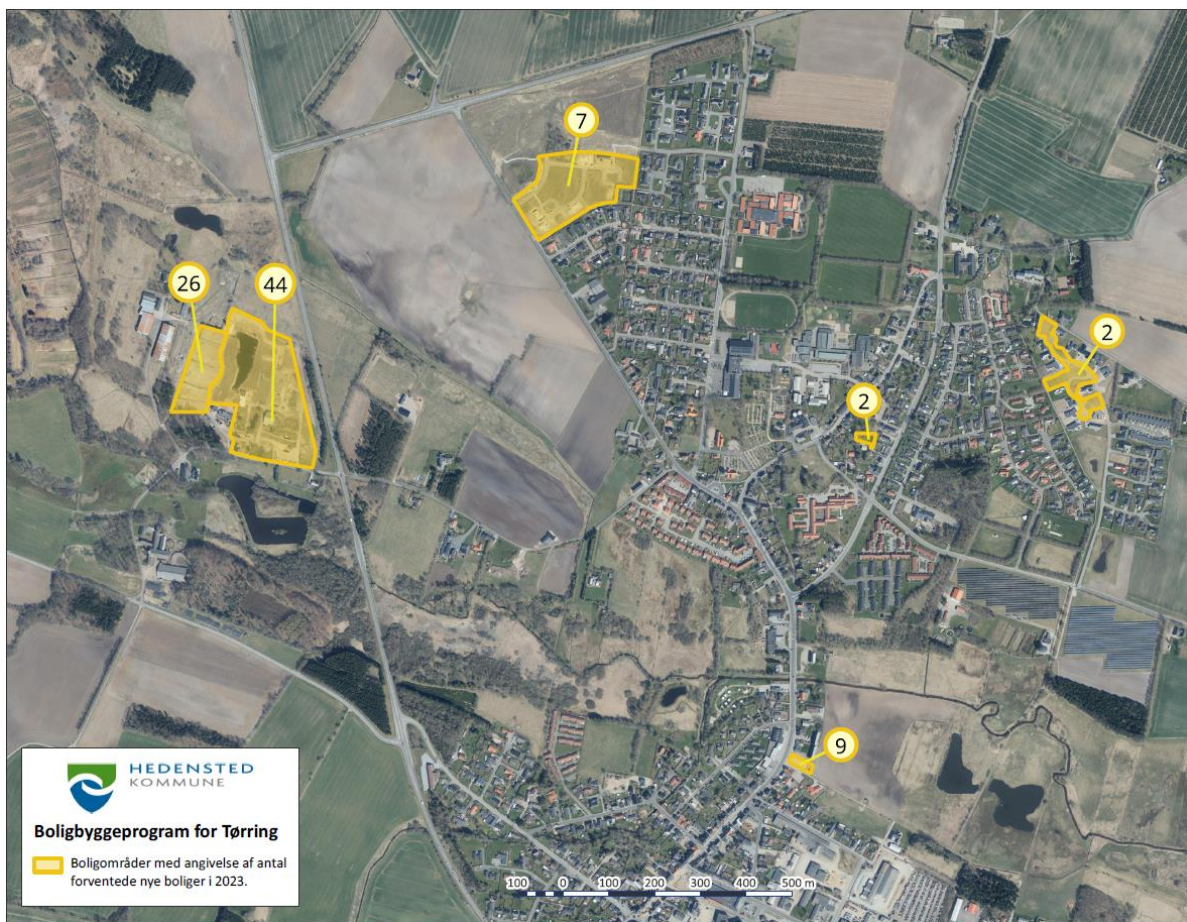 7
26
44
2
2
9
HEDENSTED
KOMMUNE
Boligbyggeprogram for Tørring
Boligområder med angivelse af antal
forventede nye boliger i 2023.
100 0 100 200 300 400 500 m